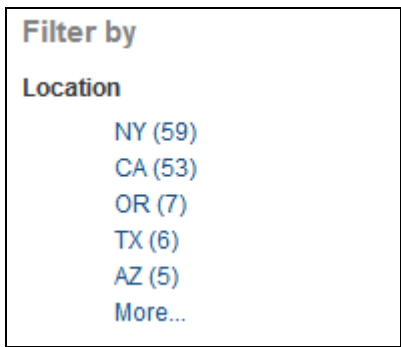 Filter by
Location
NY (59)
CA (53)
OR (7)
TX (6)
AZ (5)
More...